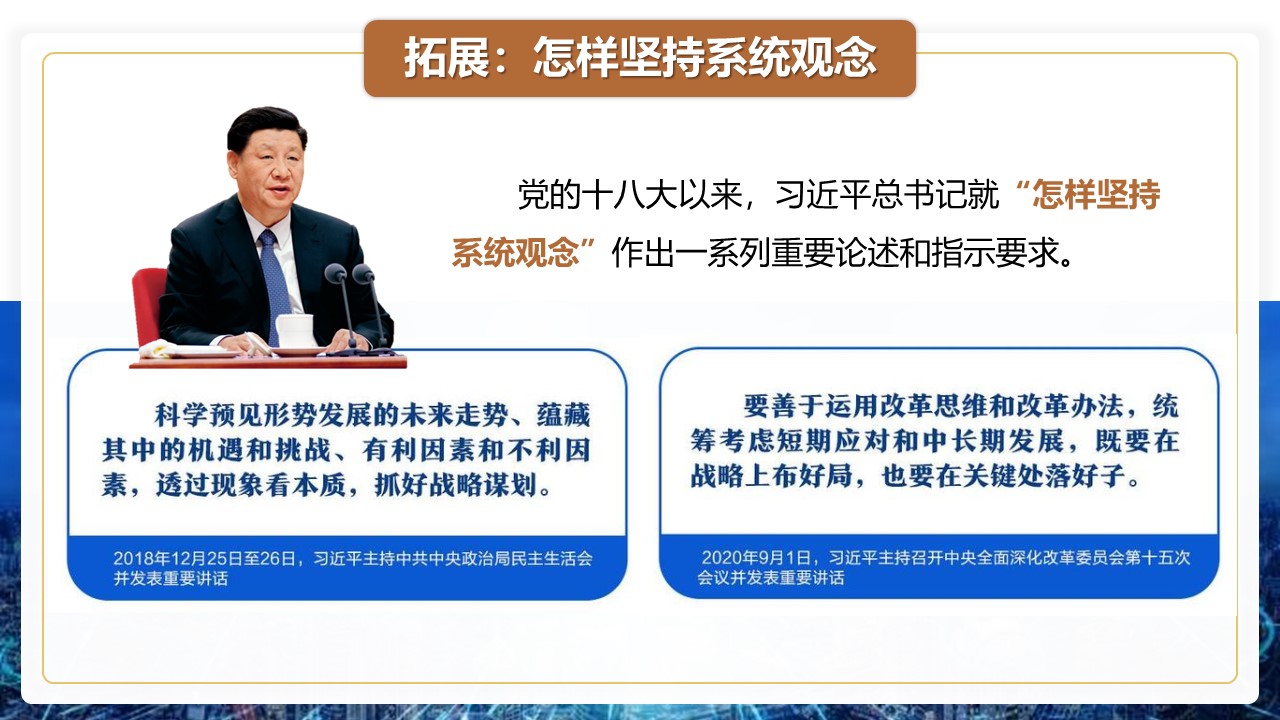 拓展：怎样坚持系统观念
党的十八大以来，习近平总书记就“怎样坚持
系统观念”作出一系列重要论述和指示要求。
科学预见形势发展的未来走势、蕴藏
其中的机遇和挑战、有利因素和不利因
素，透过现象看本质，抓好战略谋划。
2018年12月25日至26日，习近平主持中共中央政治局民主生活会
并发表重要讲话
要善于运用改革思维和改革办法，统
筹考虑短期应对和中长期发展，既要在
战略上布好局，也要在关键处落好子。
2020年9月1日，习近平主持召开中央全面深化改革委员会第十五次
会议并发表重要讲话